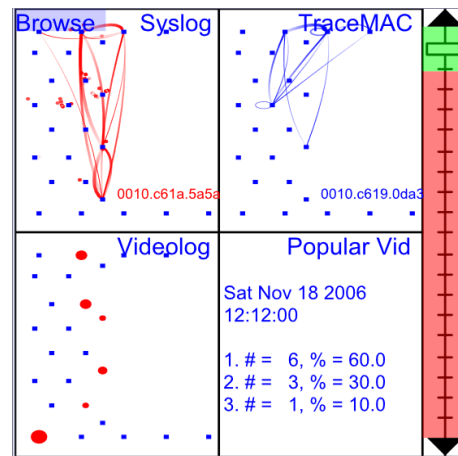 Browse Syslog TraceMAC
0010.c61a.5a5a 0010.c619.0da3
Videolog Popular Vid
Sat Nov 18 2006
12:12:00
1. # = 6, % = 60.0
2. # = 3, % = 30.0
3. # = 1, % = 10.0